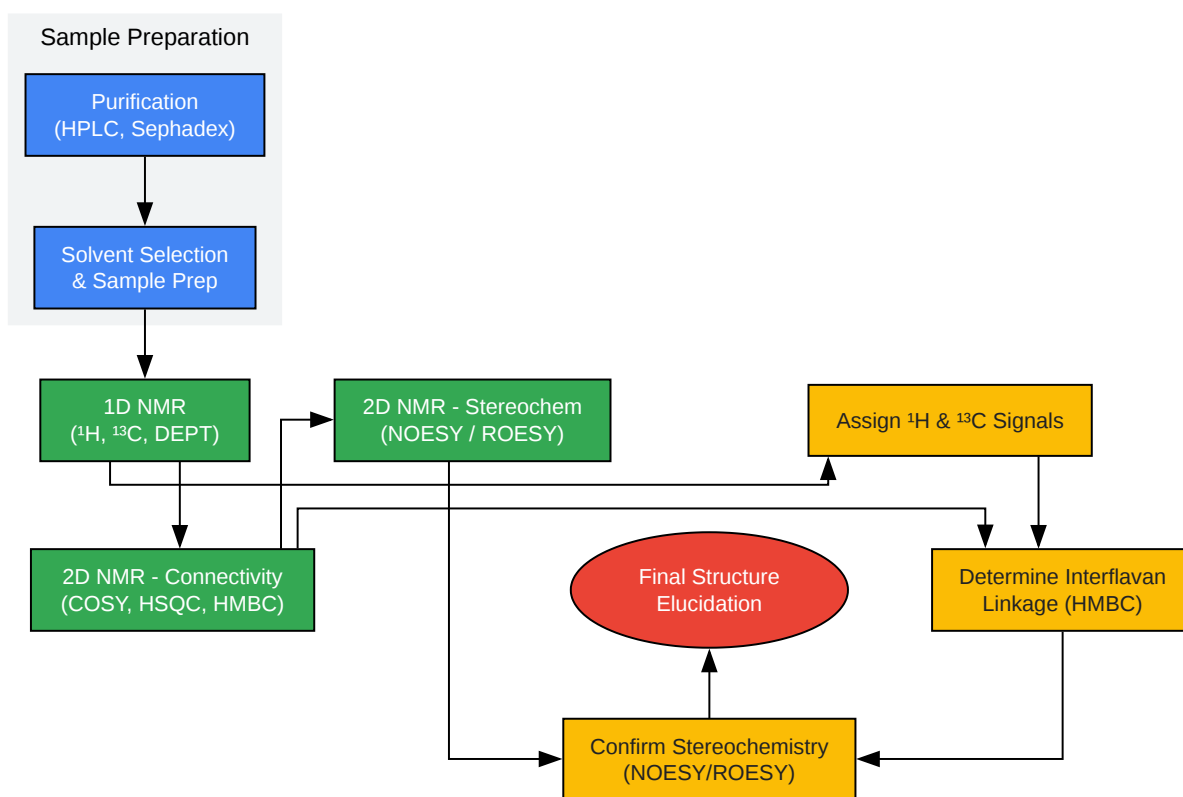 Sample Preparation
Purification
(HPLC, Sephadex)
Solvent Selection
& Sample Prep
1D NMR
(¹H, ¹³C, DEPT)
2D NMR - Stereochem
(NOESY / ROESY)
Assign ¹H & ¹³C Signals
2D NMR - Connectivity
(COSY, HSQC, HMBC)
Final Structure
Elucidation
Determine Interflavan
Linkage (HMBC)
Confirm Stereochemistry
(NOESY/ROESY)